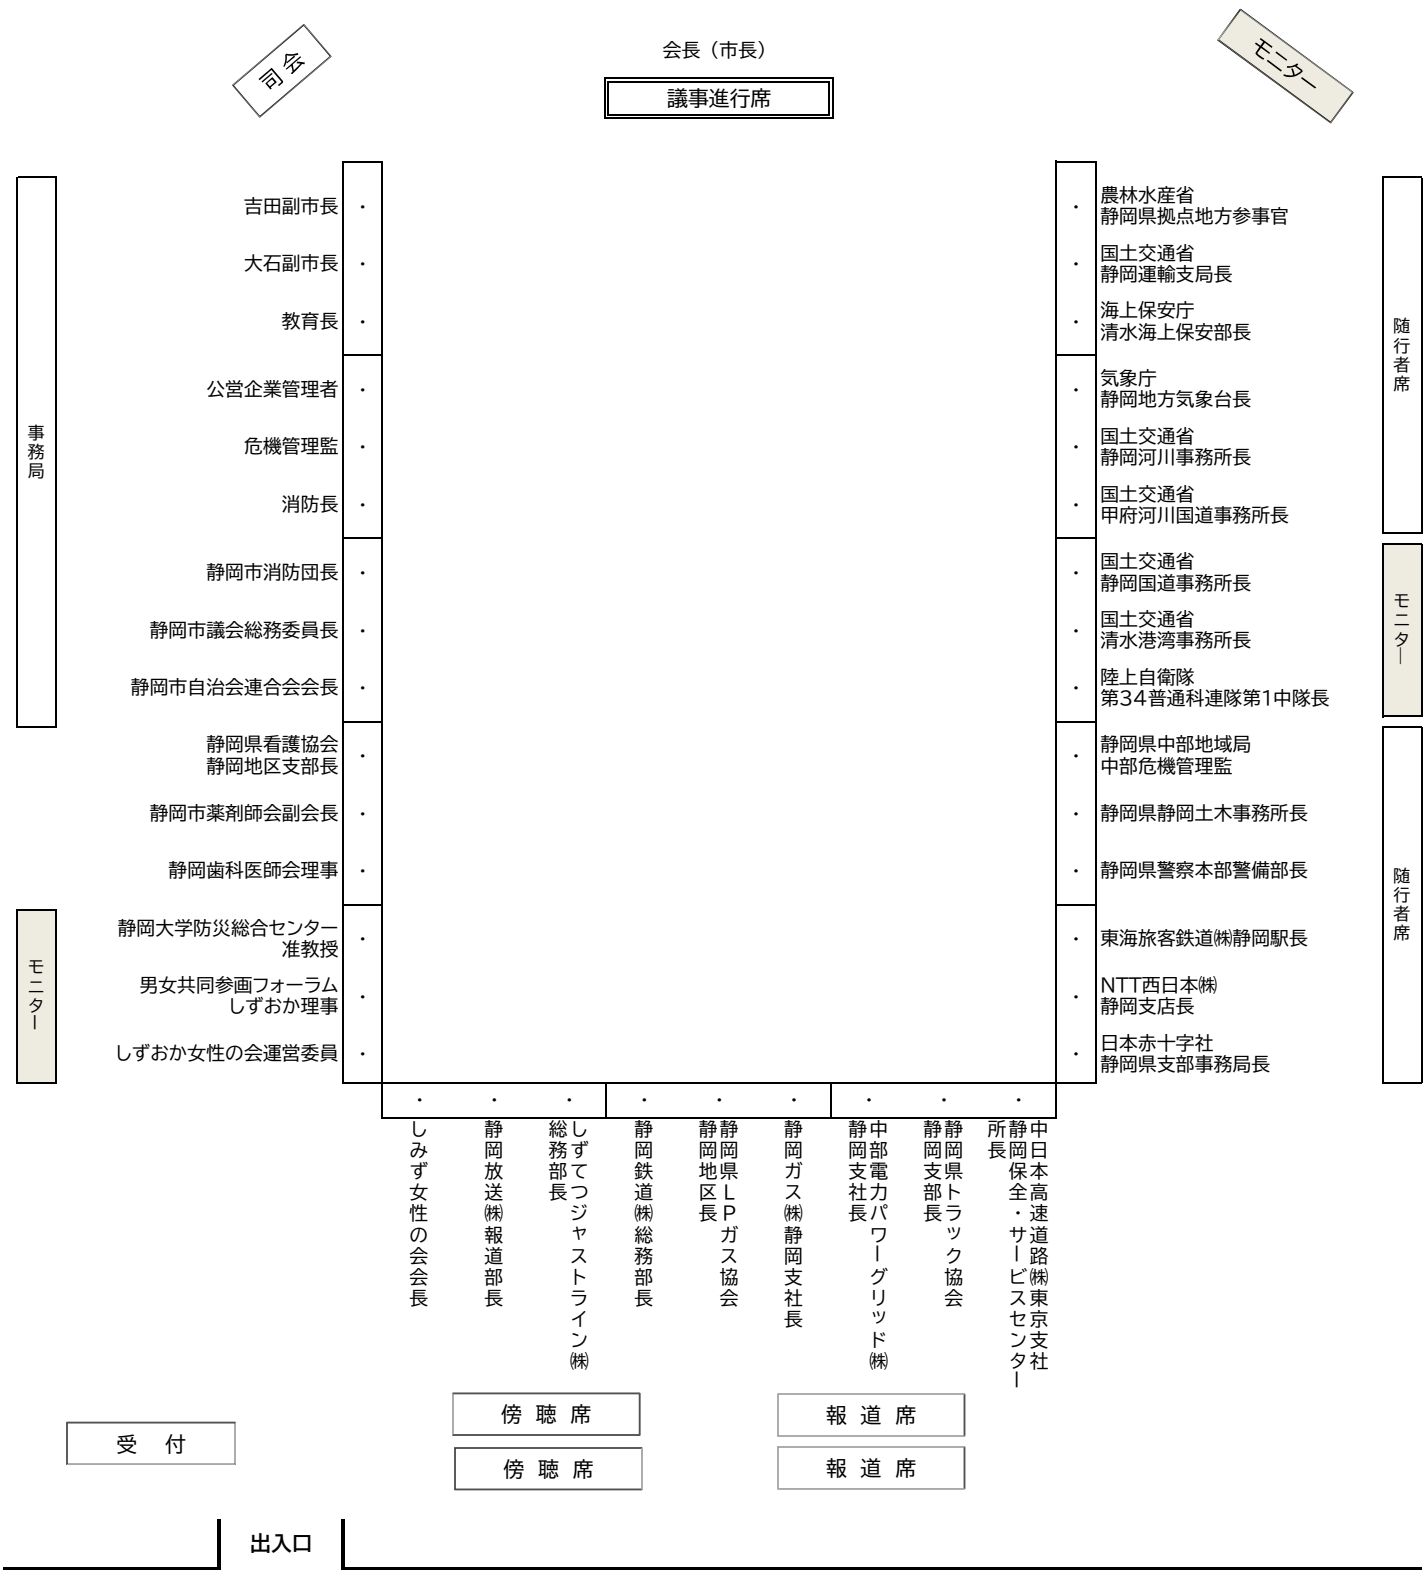 司会
会長（市長）
議事進行席
モニター
吉田副市長
大石副市長
教育長
公営企業管理者
危機管理監
消防長
静岡市消防団長
静岡市議会総務委員長
静岡市自治会連合会会長
静岡県看護協会
静岡地区支部長
静岡市薬剤師会副会長
静岡歯科医師会理事
静岡大学防災総合センター
准教授
男女共同参画フォーラム
しずおか理事
しずおか女性の会運営委員
事務局
モニター
農林水産省
静岡県拠点地方参事官
国土交通省
静岡運輸支局長
海上保安庁
清水海上保安部長
気象庁
静岡地方気象台長
国土交通省
静岡河川事務所長
国土交通省
甲府河川国道事務所長
国土交通省
静岡国道事務所長
国土交通省
清水港湾事務所長
陸上自衛隊
第34普通科連隊第1中隊長
静岡県中部地域局
中部危機管理監
静岡県静岡土木事務所長
静岡県警察本部警備部長
東海旅客鉄道㈱静岡駅長
NTT西日本㈱
静岡支店長
日本赤十字社
静岡県支部事務局長
随行者席
モニター
随行者席
しみず女性の会会長
静岡放送㈱報道部長
しずてつジャストライン㈱
総務部長
静岡鉄道㈱総務部長
静岡県ＬＰガス協会
静岡地区長
静岡ガス㈱静岡支社長
中部電力パワーグリッド㈱
静岡支社長
静岡県トラック協会
静岡支部長
中日本高速道路㈱東京支社
静岡保全・サービスセンター
所長
傍聴席
報道席
受付
傍聴席
報道席
出入口